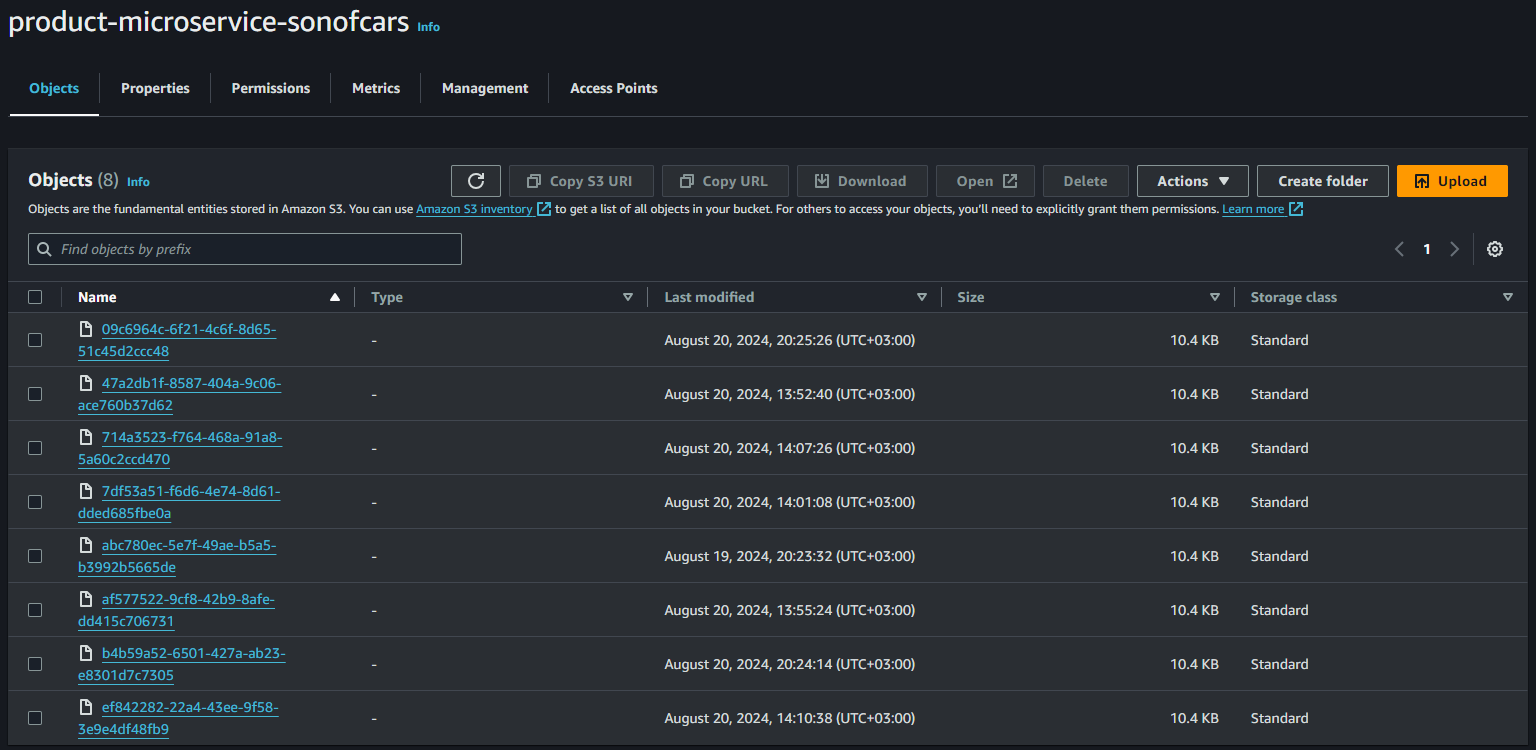 product-microservice-sonofcars Info
Objects Properties Permissions Metrics Management Access Points
Objects (8) Info Copy S3 URI Copy URL Download Open Delete Actions Create folder Upload
Objects are the fundamental entities stored in Amazon S3. You can use Amazon S3 inventory to get a list of all objects in your bucket. For others to access your objects, you'll need to explicitly grant them permissions. Learn more
Find objects by prefix 1
Name Type Last modified Size Storage class
09c6964c-6f21-4c6f-8d65-
51c45d2ccc48 - August 20, 2024, 20:25:26 (UTC+03:00) 10.4 KB Standard
47a2db1f-8587-404a-9c06-
ace760b37d62 - August 20, 2024, 13:52:40 (UTC+03:00) 10.4 KB Standard
714a3523-f764-468a-91a8-
5a60c2ccd470 - August 20, 2024, 14:07:26 (UTC+03:00) 10.4 KB Standard
7df53a51-f6d6-4e74-8d61-
dded685fbe0a - August 20, 2024, 14:01:08 (UTC+03:00) 10.4 KB Standard
abc780ec-5e7f-49ae-b5a5-
b3992b5665de - August 19, 2024, 20:23:32 (UTC+03:00) 10.4 KB Standard
af577522-9cf8-42b9-8afe-
dd415c706731 - August 20, 2024, 13:55:24 (UTC+03:00) 10.4 KB Standard
b4b59a52-6501-427a-ab23-
e8301d7c7305 - August 20, 2024, 20:24:14 (UTC+03:00) 10.4 KB Standard
ef842282-22a4-43ee-9f58-
3e9e4df48fb9 - August 20, 2024, 14:10:38 (UTC+03:00) 10.4 KB Standard